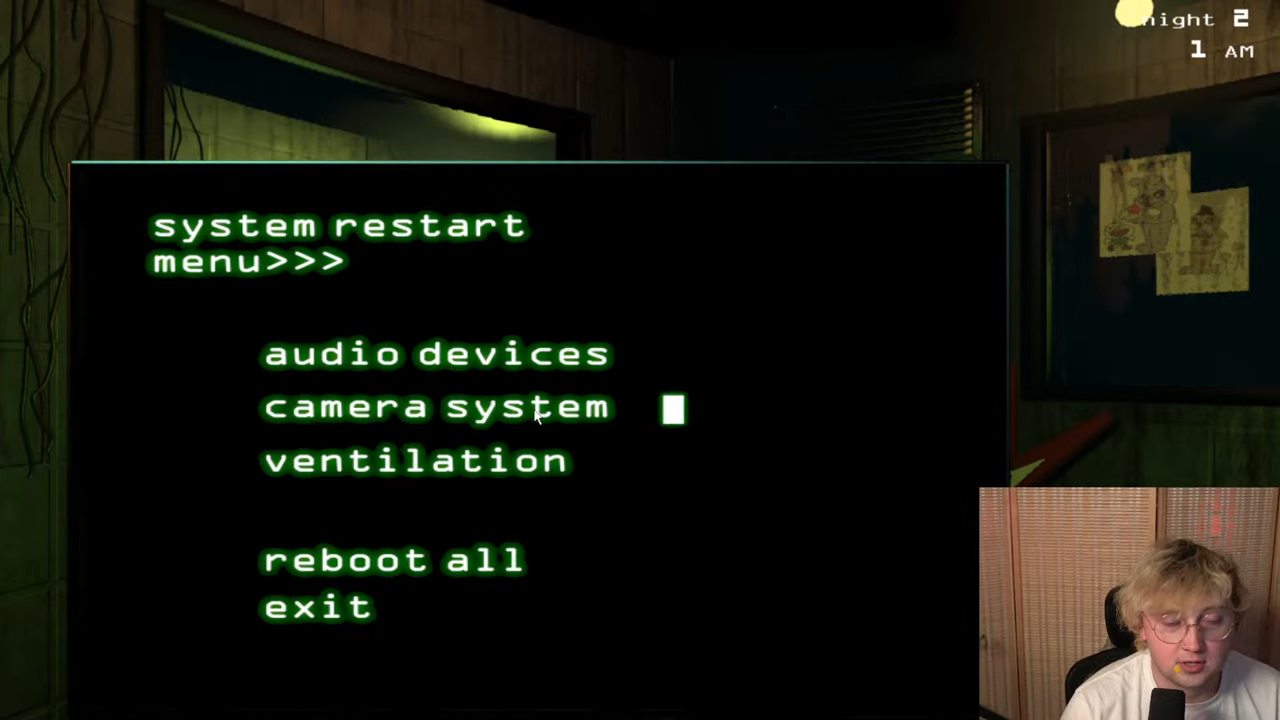 night 2
1 AM
system restart
menu>>>
audio devices
camera system
ventilation
reboot all
exit